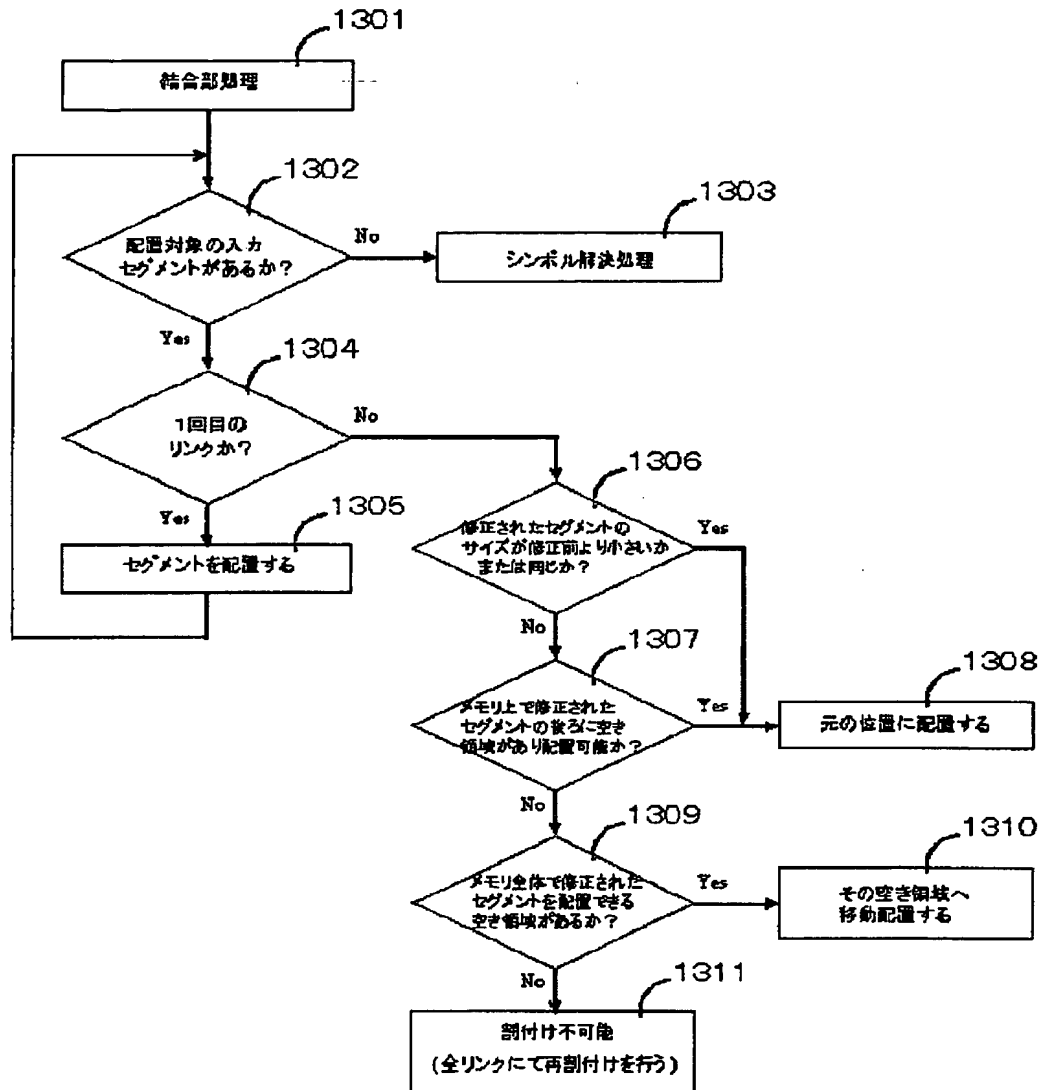 1301
結合部処理
1302
配置対象の入力
セグメントがあるか？
No
1303
シンボル解決処理
Yes
1304
1回目の
リンクか？
No
Yes
1305
セグメントを配置する
1306
修正されたセグメントの
サイズが修正前より小さいか
または同じか？
Yes
No
1307
メモリ上で修正された
セグメントの後ろに空き
領域があり配置可能か？
Yes
1308
元の位置に配置する
No
1309
メモリ全体で修正された
セグメントを配置できる
空き領域があるか？
Yes
1310
その空き領域へ
移動配置する
No
1311
割付け不可能
(全リンクにて再割付けを行う)